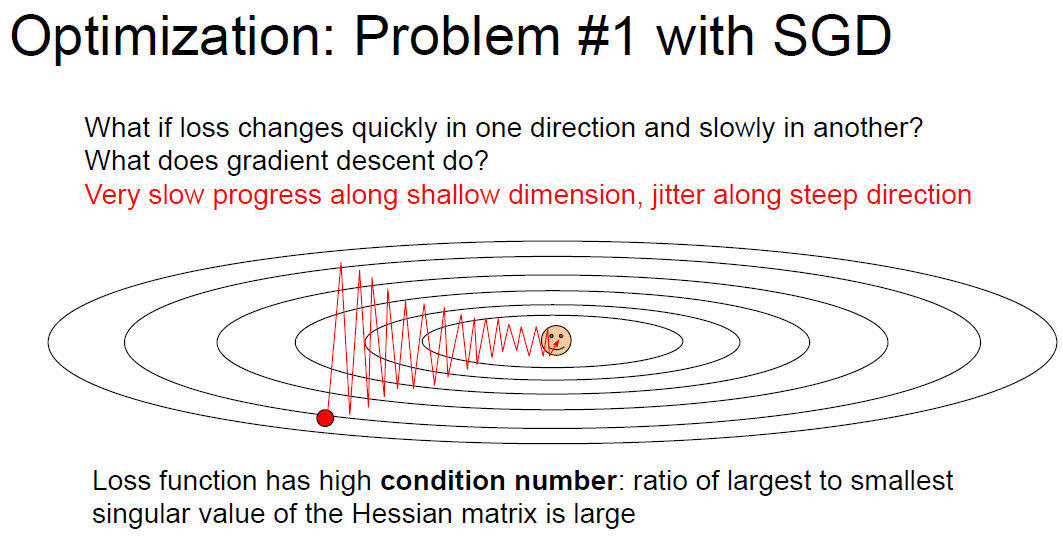 Optimization: Problem #1 with SGD
What if loss changes quickly in one direction and slowly in another?
What does gradient descent do?
Very slow progress along shallow dimension, jitter along steep direction
Loss function has high condition number: ratio of largest to smallest
singular value of the Hessian matrix is large